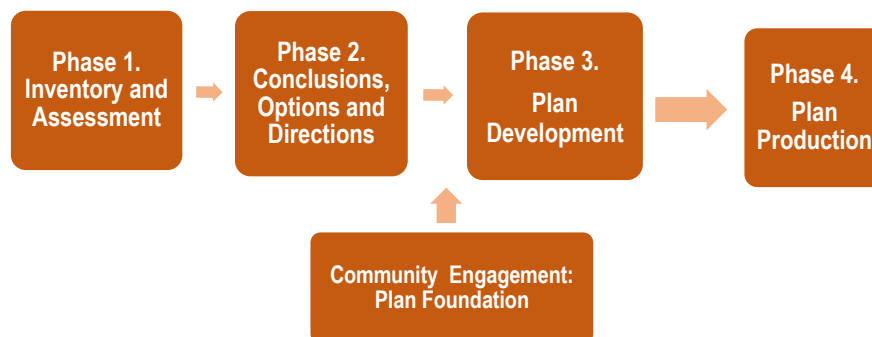 Phase 1.
Inventory and
Assessment
Phase 2.
Conclusions,
Options and
Directions
Phase 3.
Plan
Development
Phase 4.
Plan
Production
Community Engagement:
Plan Foundation